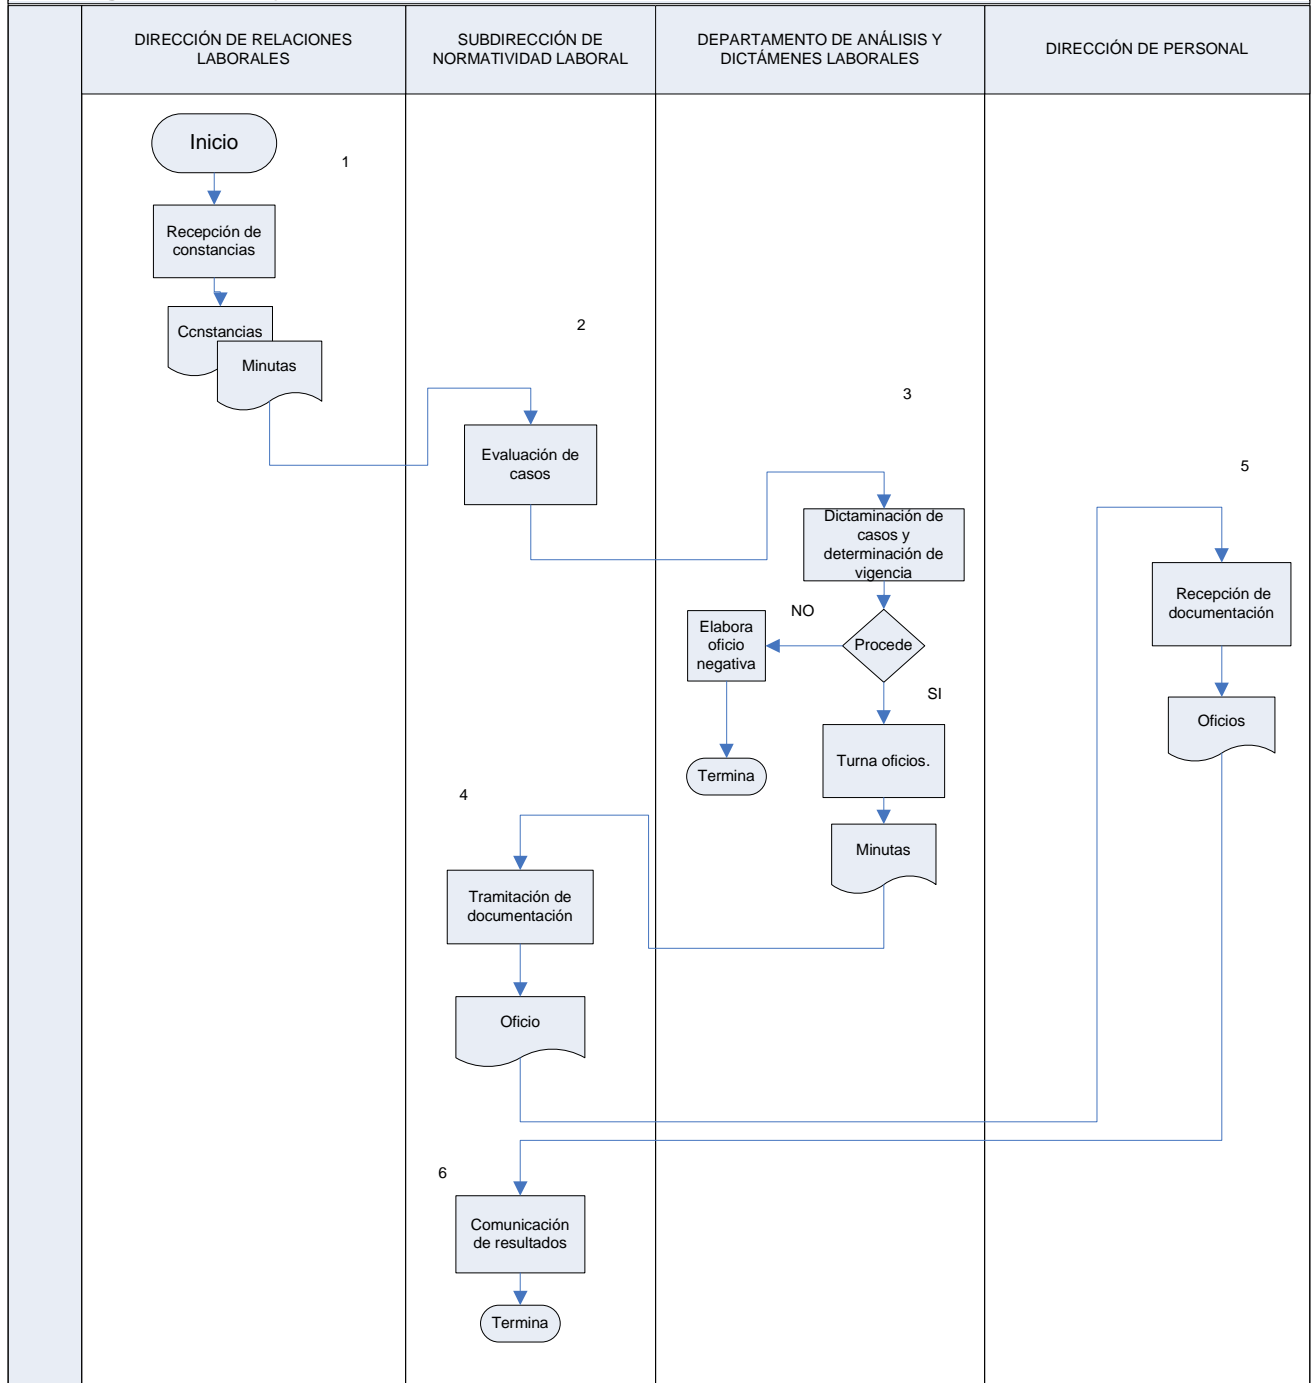 DIRECCIÓN DE RELACIONES
LABORALES
SUBDIRECCIÓN DE
NORMATIVIDAD LABORAL
DEPARTAMENTO DE ANÁLISIS Y
DICTÁMENES LABORALES
DIRECCIÓN DE PERSONAL
Inicio
1
Recepción de
constancias
Ccnstancias
Minutas
2
Evaluación de
casos
3
Dictaminación de
casos y
determinación de
vigencia
Procede
NO
Elabora
oficio
negativa
Termina
SI
Turna oficios.
Minutas
4
Tramitación de
documentación
Oficio
5
Recepción de
documentación
Oficios
6
Comunicación
de resultados
Termina